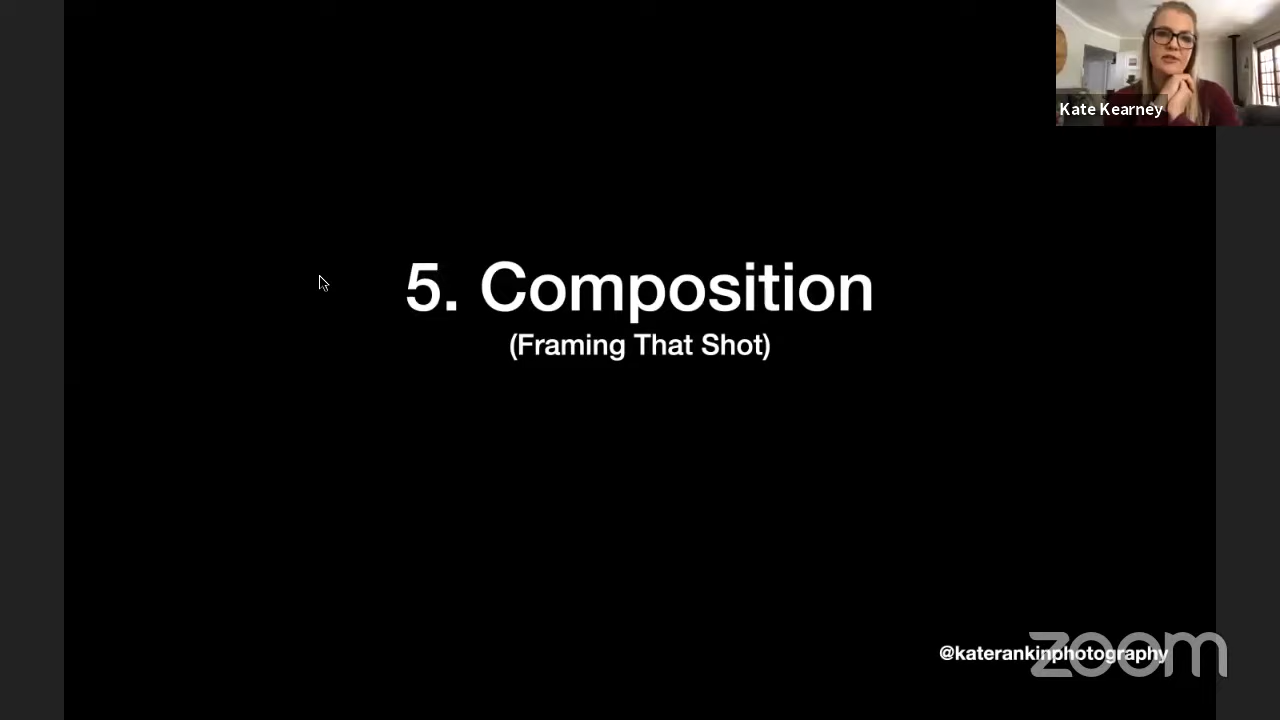 Kate Kearney
5. Composition
(Framing That Shot)
@katerankinphotography
zoom